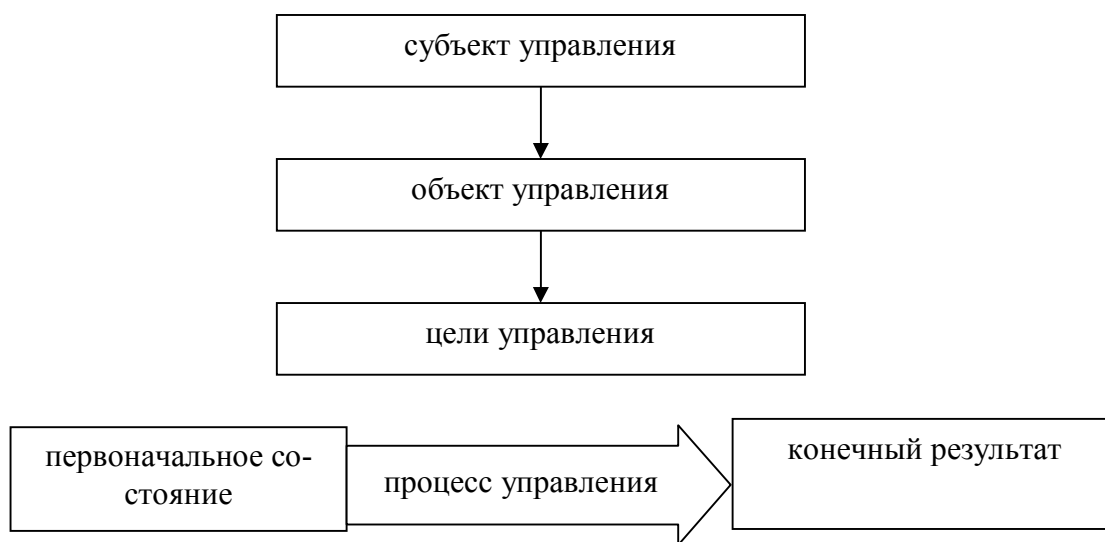 субъект управления
объект управления
цели управления
первоначальное со-
стояние
процесс управления
конечный результат